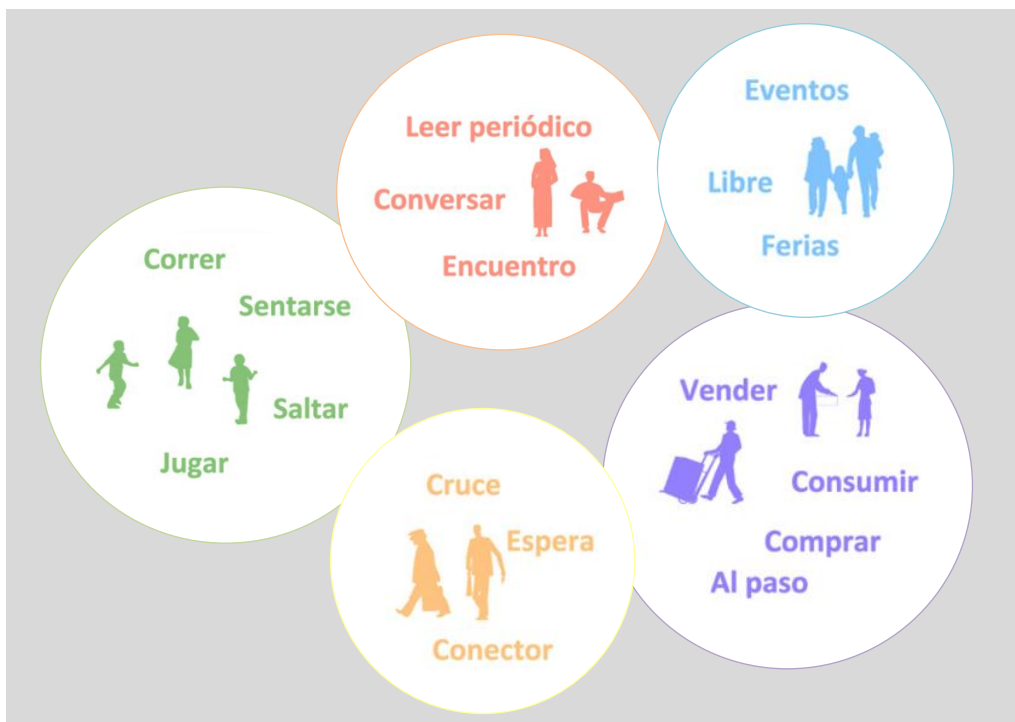 Correr
Sentarse
Saltar
Jugar
Leer periódico
Conversar
Encuentro
Eventos
Libre
Ferias
Cruce
Espera
Conector
Vender
Consumir
Comprar
Al paso